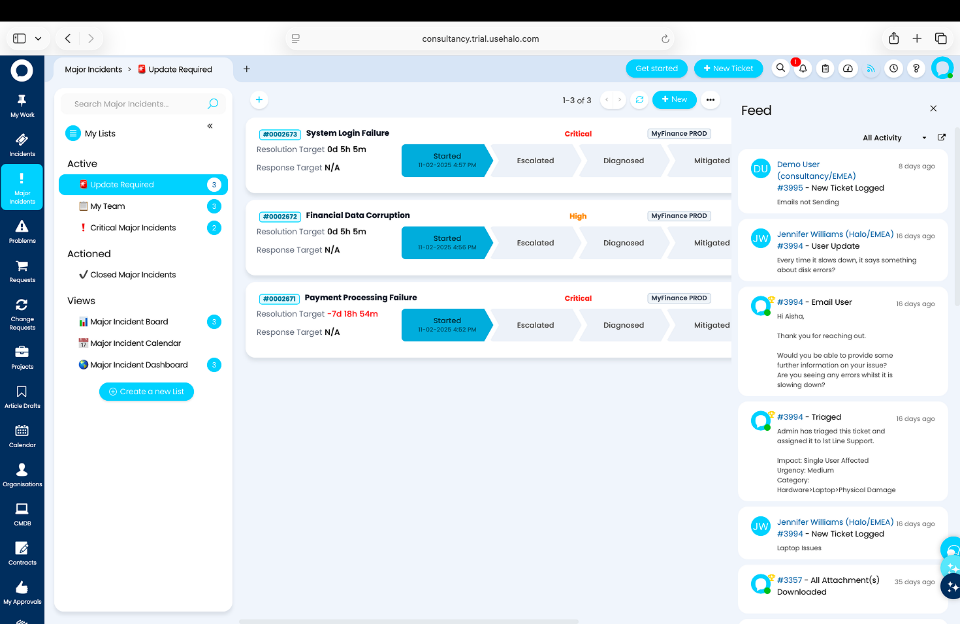 consultancy.trial.usehalo.com
Major Incidents > Update Required
+
Get started
+ New Ticket
1
My Work
Incidents
Major Incidents
Problems
Requests
Change Requests
Projects
Article Drafts
Calendar
Organisations
CMDB
Contracts
My Approvals
Search Major Incidents...
My Lists
Active
Update Required 3
My Team 3
Critical Major Incidents 2
Actioned
Closed Major Incidents
Views
Major Incident Board 3
Major Incident Calendar
Major Incident Dashboard 3
Create a new List
1-3 of 3
+ New
#0002673 System Login Failure Critical MyFinance PROD
Resolution Target 0d 5h 5m
Response Target N/A
Started
11-02-2025 4:57 PM
Escalated
Diagnosed
Mitigated
#0002672 Financial Data Corruption High MyFinance PROD
Resolution Target 0d 5h 5m
Response Target N/A
Started
11-02-2025 4:56 PM
Escalated
Diagnosed
Mitigated
#0002671 Payment Processing Failure Critical MyFinance PROD
Resolution Target -7d 18h 54m
Response Target N/A
Started
11-02-2025 4:52 PM
Escalated
Diagnosed
Mitigated
Feed
All Activity
DU
Demo User 8 days ago
(consultancy/EMEA)
#3995 - New Ticket Logged
Emails not Sending
JW
Jennifer Williams (Halo/EMEA) 16 days ago
#3994 - User Update
Every time it slows down, it says something
about disk errors?
#3994 - Email User 16 days ago
Hi Aisha,
Thank you for reaching out.
Would you be able to provide some
further information on your issue?
Are you seeing any errors whilst it is
slowing down?
#3994 - Triaged 16 days ago
Admin has triaged this ticket and
assigned it to 1st Line Support.
Impact: Single User Affected
Urgency: Medium
Category:
Hardware>Laptop>Physical Damage
JW
Jennifer Williams (Halo/EMEA) 16 days ago
#3994 - New Ticket Logged
Laptop Issues
#3357 - All Attachment(s) 35 days ago
Downloaded